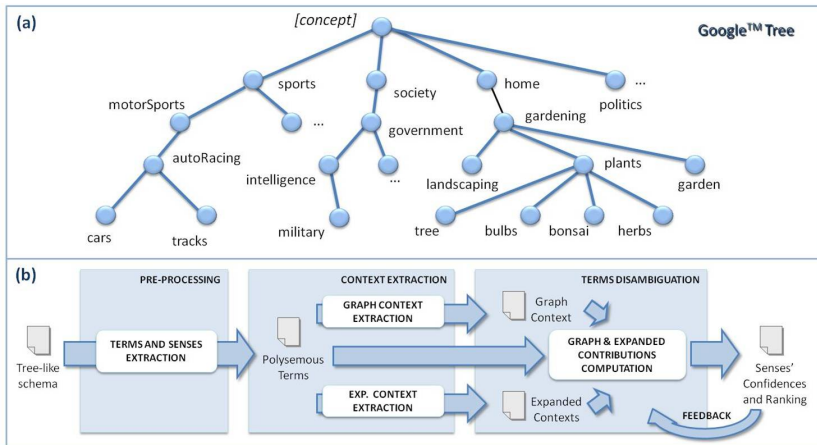 (a)
[concept]
Google™ Tree
sports
society
home
...
politics
motorSports
...
government
gardening
autoRacing
intelligence
...
landscaping
plants
garden
cars
tracks
military
tree
bulbs
bonsai
herbs
(b)
PRE-PROCESSING
CONTEXT EXTRACTION
TERMS DISAMBIGUATION
Tree-like
schema
TERMS AND SENSES
EXTRACTION
Polysemous
Terms
GRAPH CONTEXT
EXTRACTION
EXP. CONTEXT
EXTRACTION
Graph
Context
Expanded
Contexts
GRAPH & EXPANDED
CONTRIBUTIONS
COMPUTATION
Senses'
Confidences
and Ranking
FEEDBACK